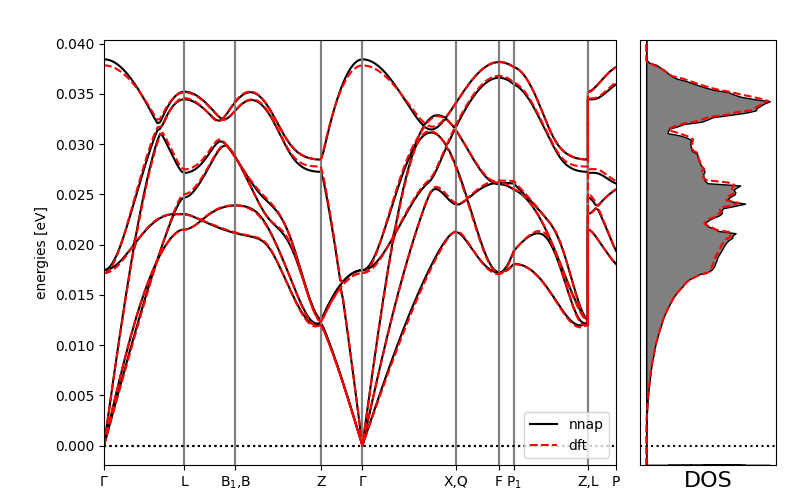 energies [eV]
0.040
0.035
0.030
0.025
0.020
0.015
0.010
0.005
0.000
nnap
dft
Γ L B₁,B Z Γ X,Q F P₁ Z,L P
DOS